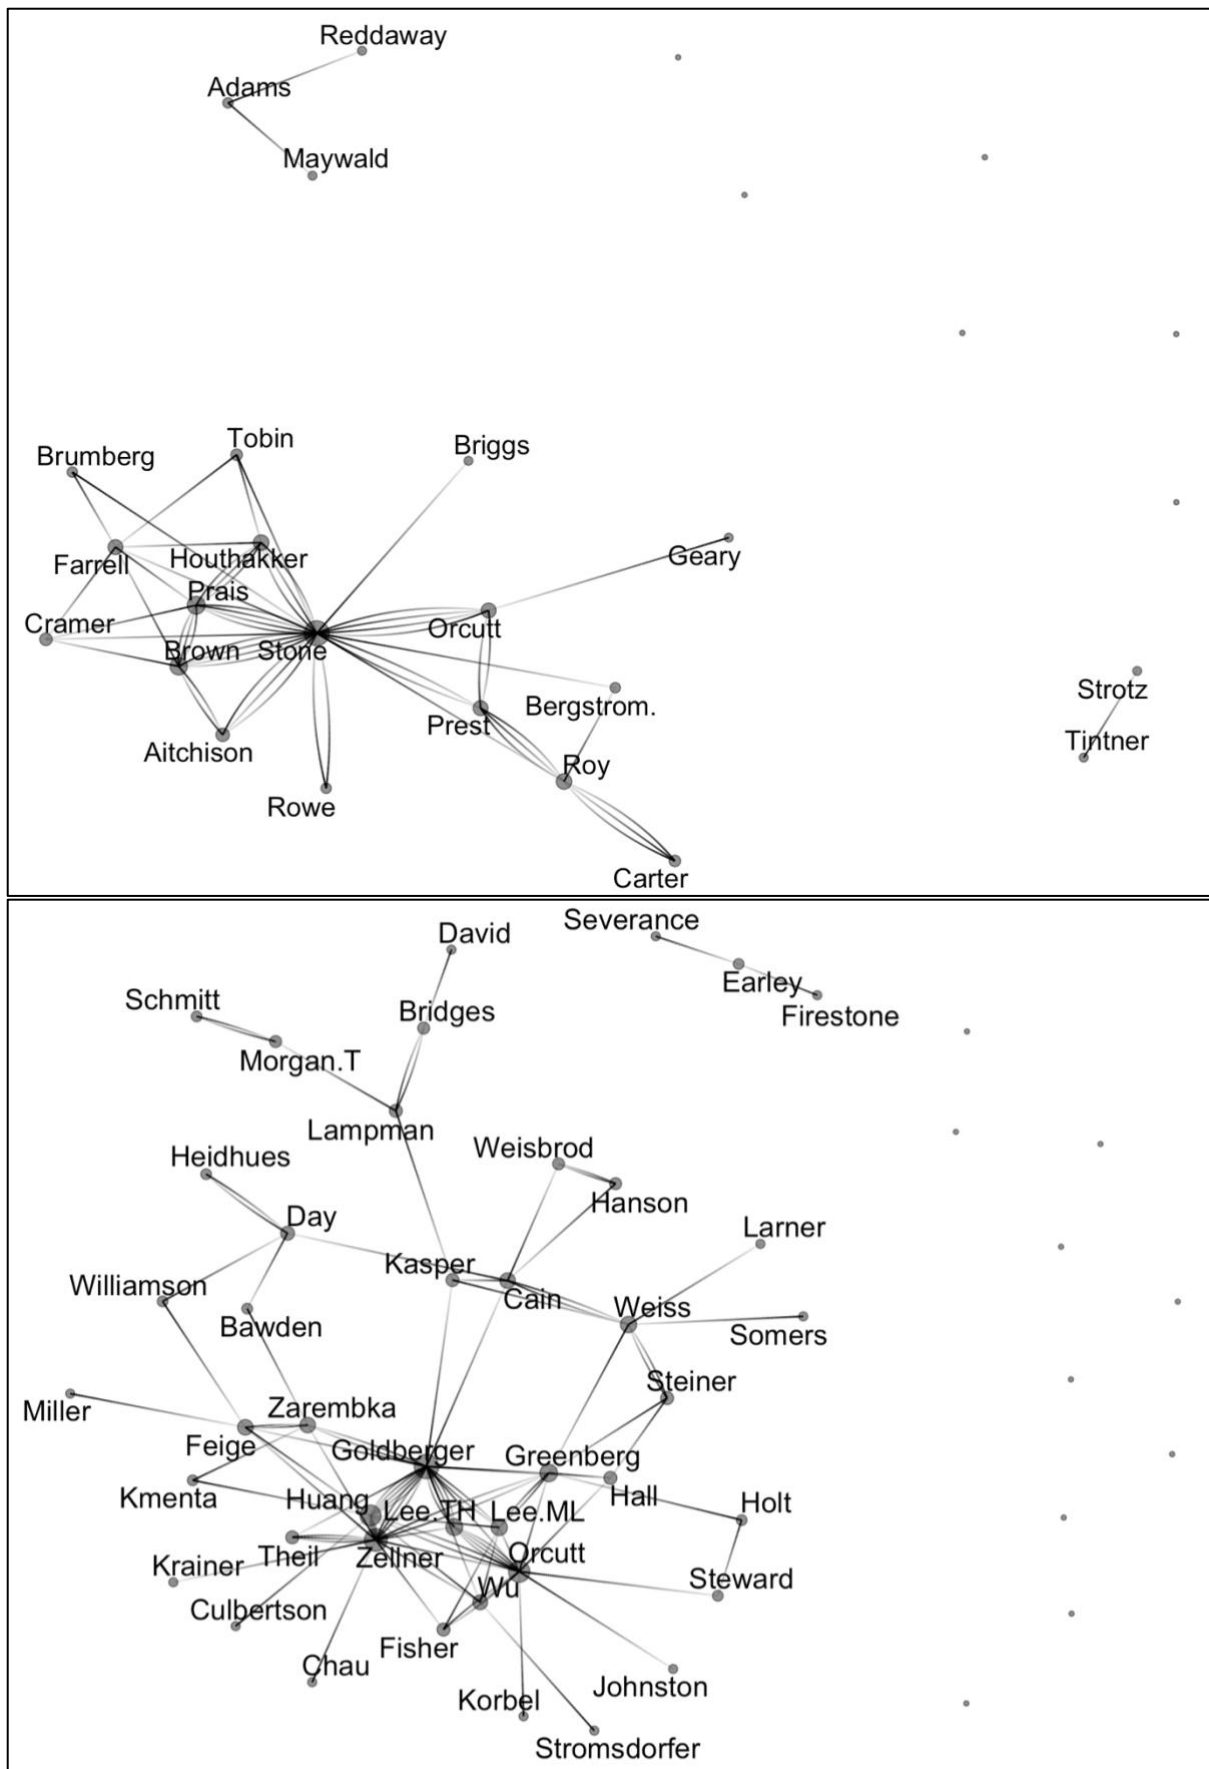 Reddaway
Adams
Maywald
Tobin
Briggs
Brumberg
Geary
Farrell
Houthakker
Prais
Cramer
Orcutt
Brown
Stone
Strotz
Bergstrom.
Prest
Tintner
Aitchison
Roy
Rowe
Carter
Severance
David
Earley
Schmitt
Bridges
Firestone
Morgan.T
Lampman
Weisbrod
Heidhues
Hanson
Day
Larner
Kasper
Williamson
Cain
Weiss
Bawden
Somers
Steiner
Miller
Zarembka
Feige
Goldberger
Greenberg
Kmenta
Huang
Hall
Holt
Lee.TH
Lee.ML
Krainer
Theil
Zellner
Orcutt
Steward
Wu
Culbertson
Fisher
Chau
Johnston
Korbel
Stromsdorfer